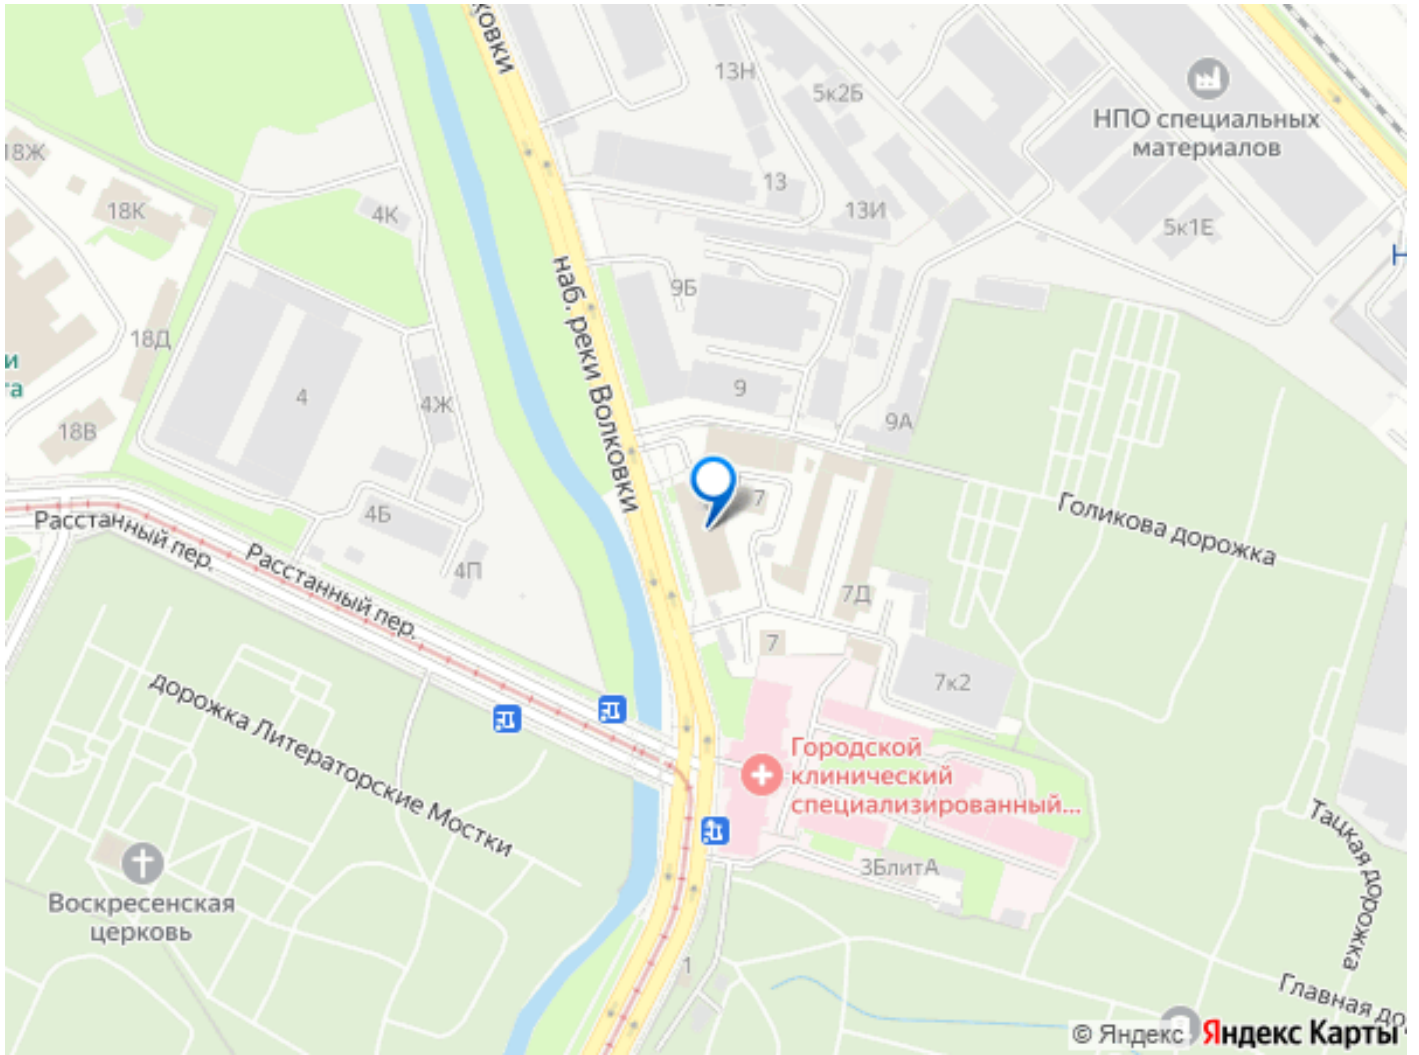 ковки
13Н
5к2Б
НПО специальных
материалов
18Ж
18К
4К
13
13И
5к1Е
наб. реки Волковки
9Б
18Д
и
га
4
4Ж
9
9А
18В
7
Голикова дорожка
4Б
Расстанный пер.
Расстанный пер.
4П
7Д
7
7к2
дорожка Литераторские Мостки
Городской
клинический
специализированный...
Тацкая дорожка
3БлитА
Воскресенская
церковь
1
Главная до
© Яндекс Яндекс Карты